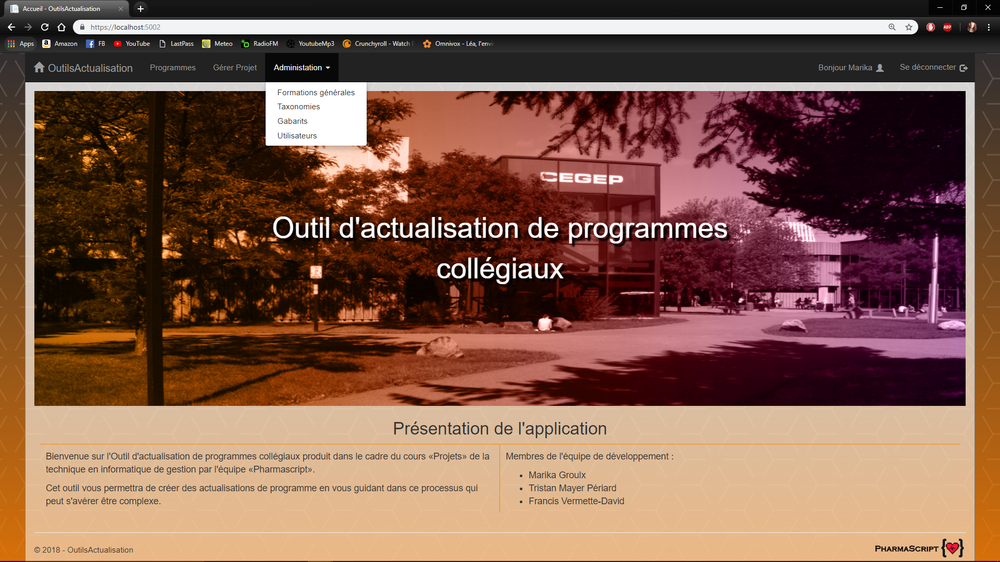 Accueil - OutilsActualisation
https://localhost:5002
Apps Amazon FB YouTube LastPass Meteo RadioFM YoutubeMp3 Crunchyroll - Watch Omnivox - Léa, l'envi
OutilsActualisation Programmes Gérer Projet Administation Bonjour Marika Se déconnecter
Formations générales
Taxonomies
Gabarits
Utilisateurs
CEGEP
Outil d'actualisation de programmes
collégiaux
Présentation de l'application
Bienvenue sur l'Outil d'actualisation de programmes collégiaux produit dans le cadre du cours «Projets» de la
technique en informatique de gestion par l'équipe «Pharmascript».
Cet outil vous permettra de créer des actualisations de programme en vous guidant dans ce processus qui
peut s'avérer être complexe.
Membres de l'équipe de développement :
Marika Groulx
Tristan Mayer Périard
Francis Vermette-David
© 2018 - OutilsActualisation
PHARMASCRIPT